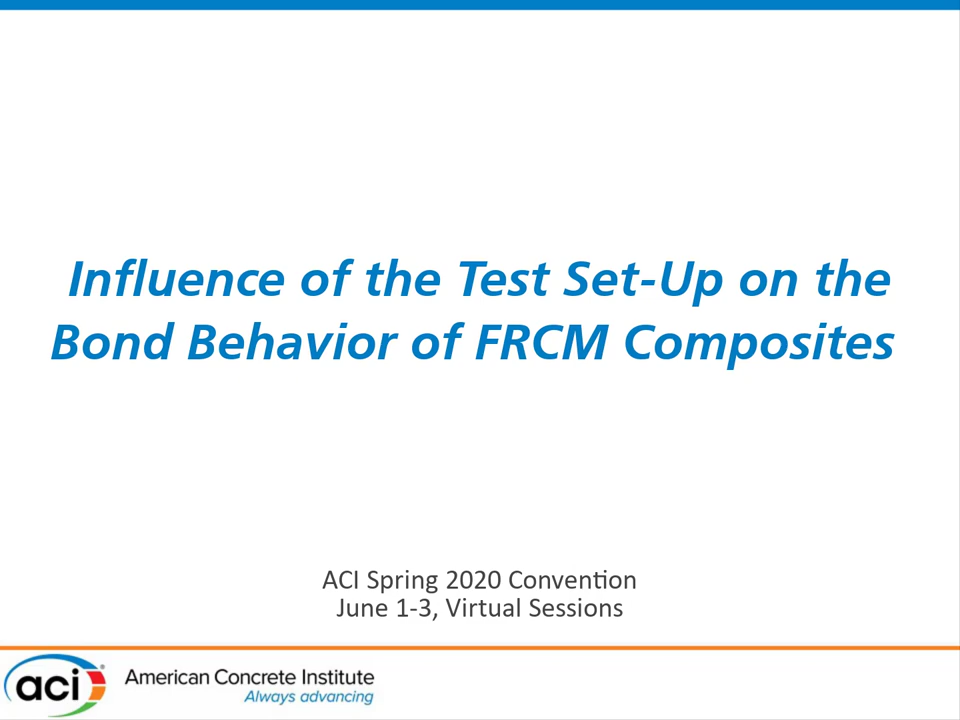 Influence of the Test Set-Up on the
Bond Behavior of FRCM Composites
ACI Spring 2020 Convention
June 1-3, Virtual Sessions
aci
American Concrete Institute
Always advancing